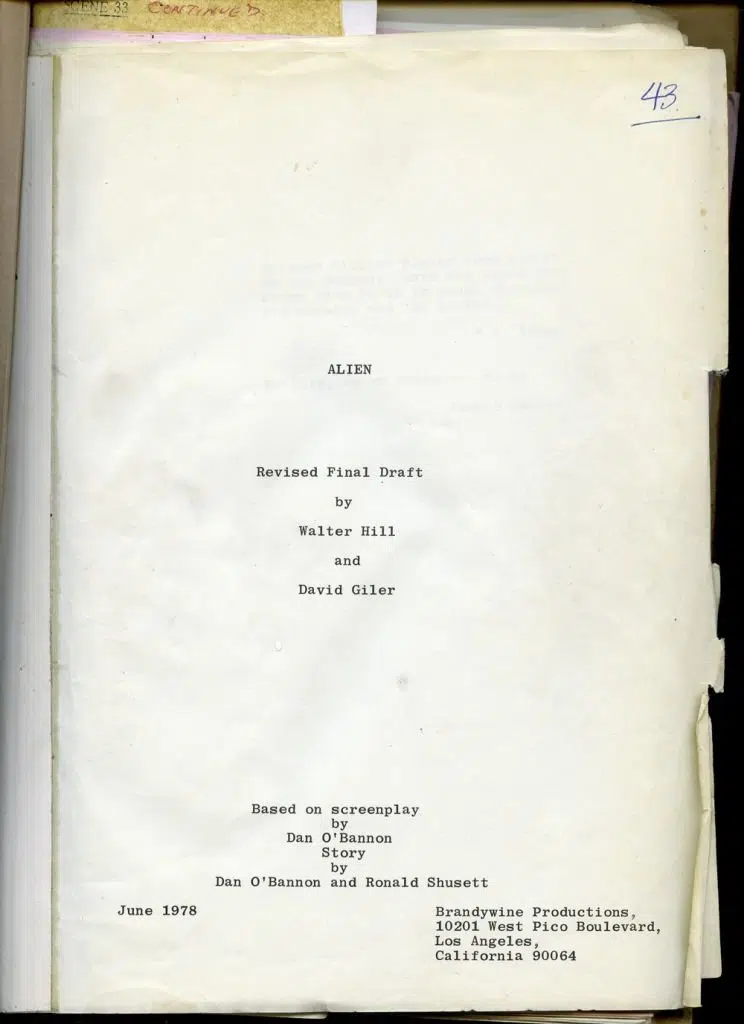 SCENE 33 CONTINUED
43
ALIEN
Revised Final Draft
by
Walter Hill
and
David Giler
Based on screenplay
by
Dan O'Bannon
Story
by
Dan O'Bannon and Ronald Shusett
June 1978
Brandywine Productions,
10201 West Pico Boulevard,
Los Angeles,
California 90064